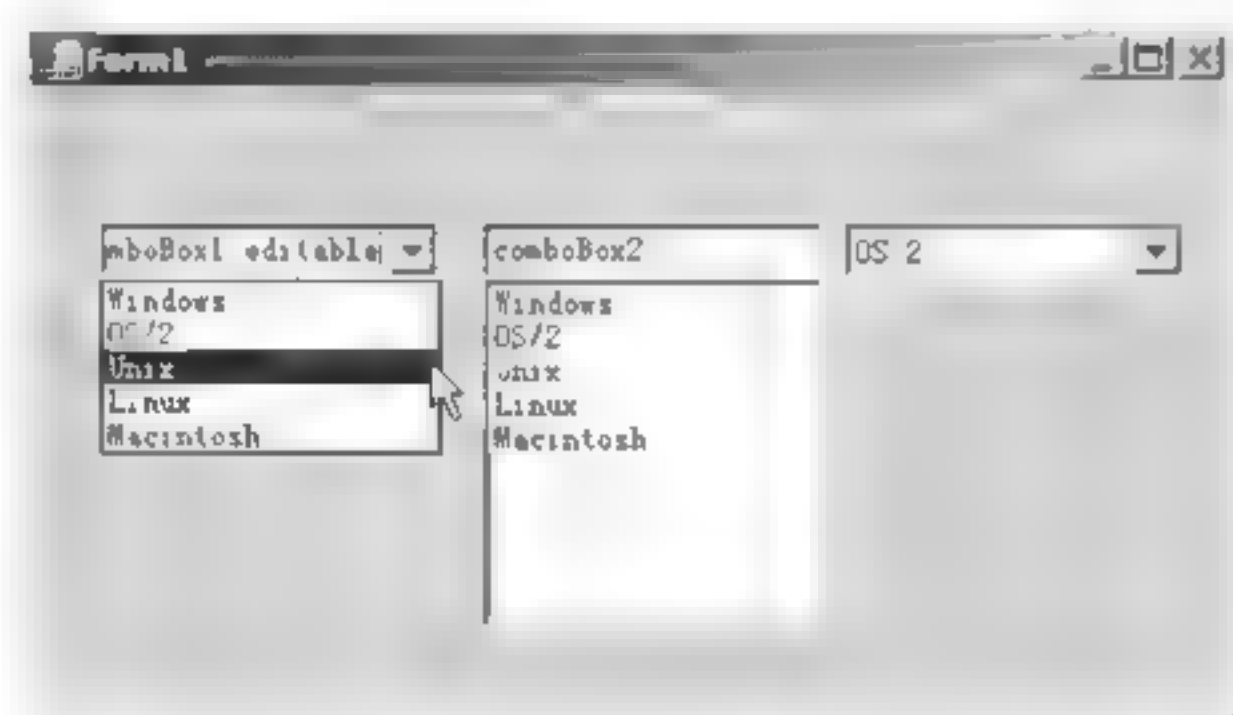 Form1
mboBox1 editable
Windows
OS/2
Unix
Linux
Macintosh
comboBox2
Windows
OS/2
Unix
Linux
Macintosh
OS 2